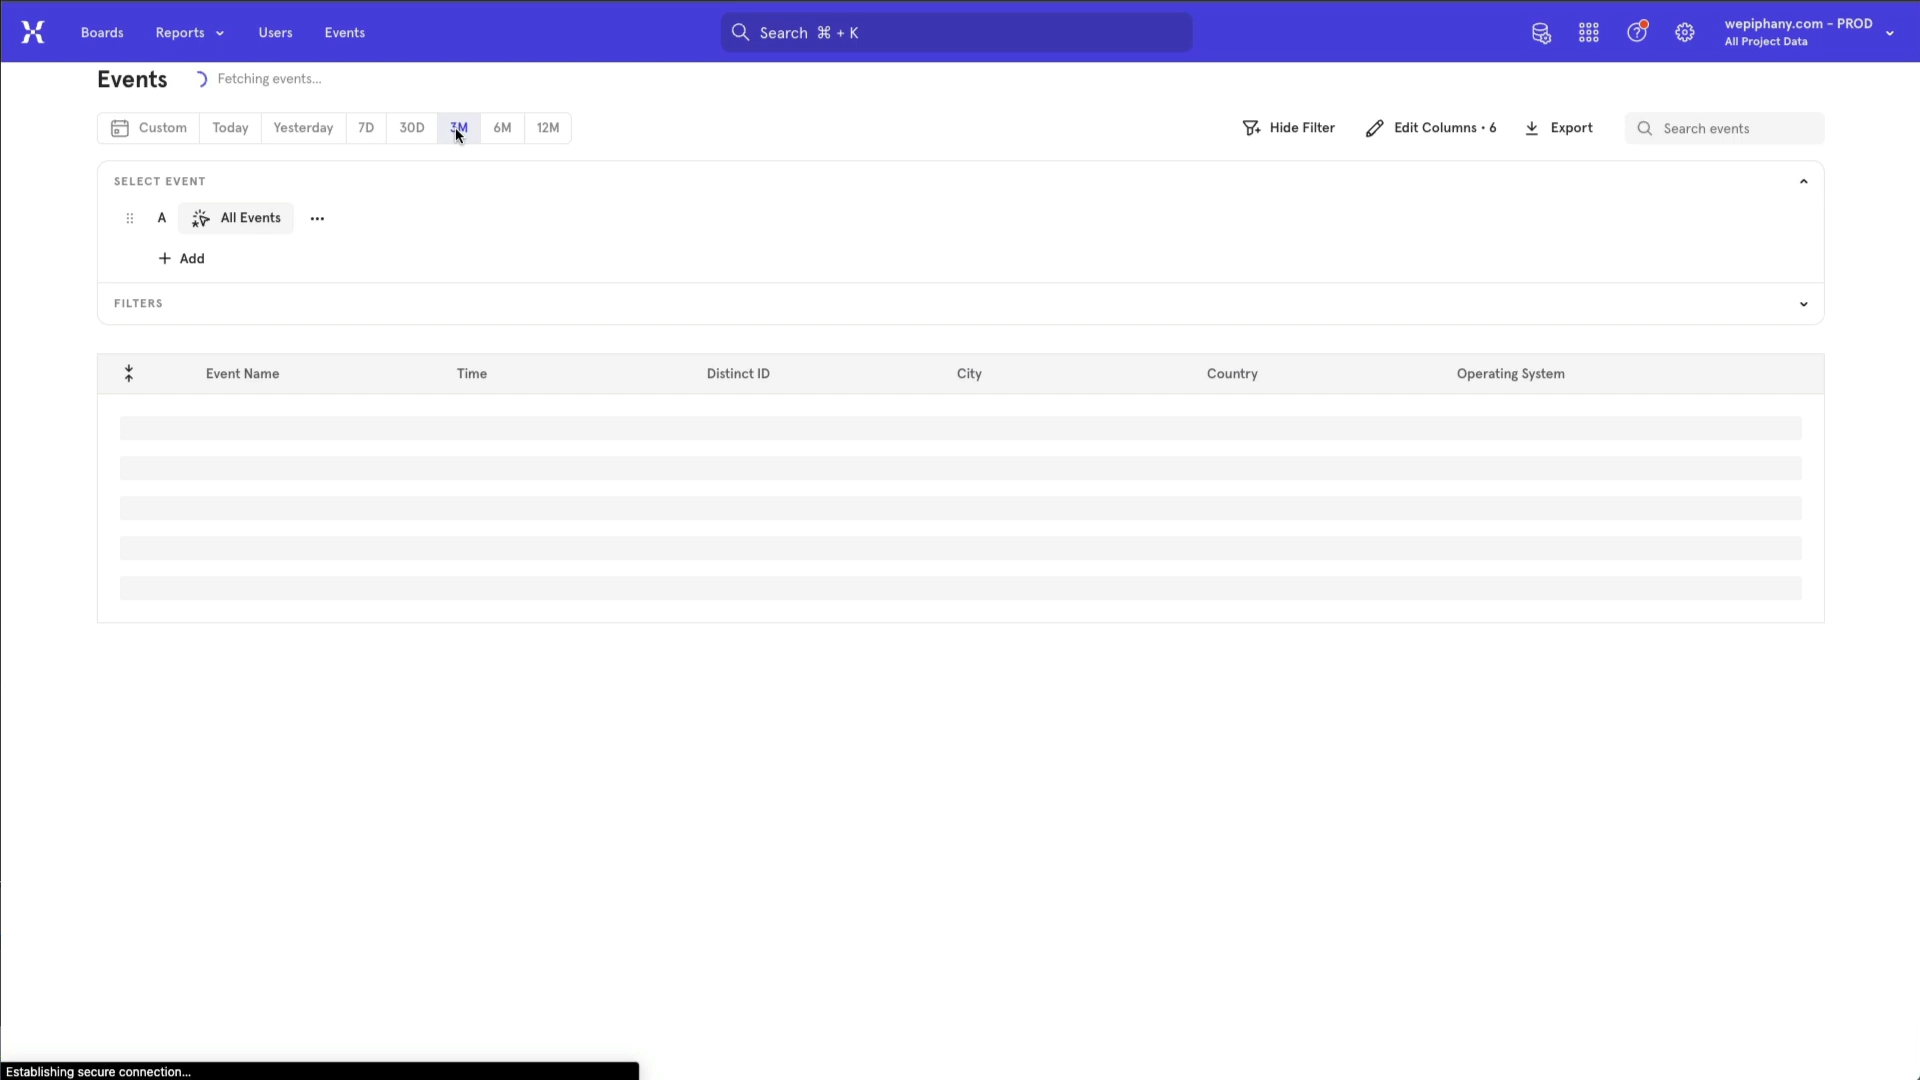 Boards Reports Users Events Search ⌘ + K wepiphany.com – PROD
All Project Data
Events Fetching events...
Custom Today Yesterday 7D 30D 3M 6M 12M Hide Filter Edit Columns • 6 Export Search events
SELECT EVENT
A All Events ...
+ Add
FILTERS
Event Name Time Distinct ID City Country Operating System
Establishing secure connection...